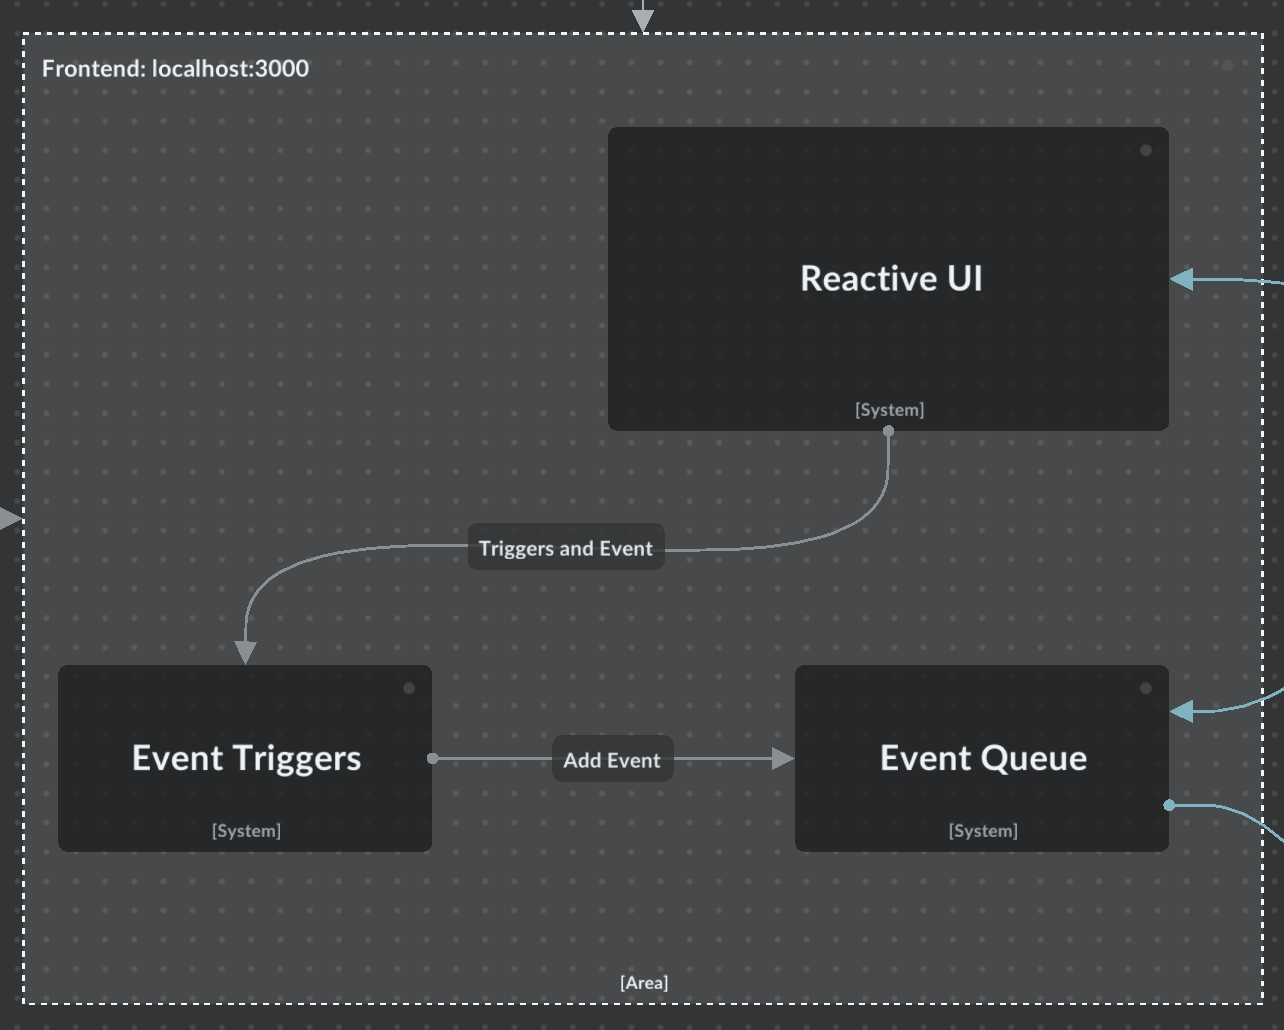 Frontend: localhost:3000
Reactive UI
[System]
Triggers and Event
Event Triggers
[System]
Add Event
Event Queue
[System]
[Area]